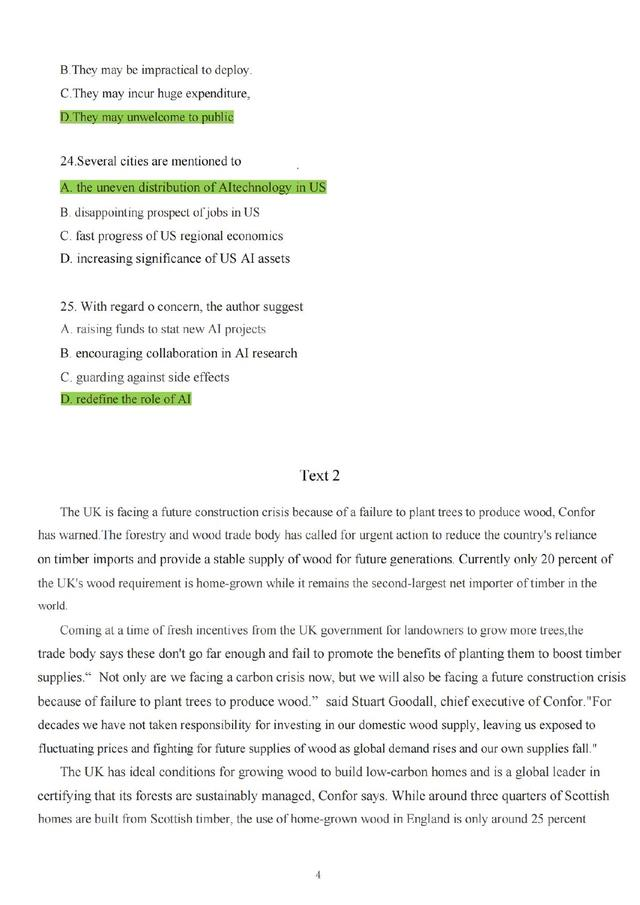 B.They may be impractical to deploy.
C.They may incur huge expenditure,
D.They may unwelcome to public
24.Several cities are mentioned to .
A. the uneven distribution of AItechnology in US
B. disappointing prospect of jobs in US
C. fast progress of US regional economics
D. increasing significance of US AI assets
25. With regard o concern, the author suggest
A. raising funds to stat new AI projects
B. encouraging collaboration in AI research
C. guarding against side effects
D. redefine the role of AI
Text 2
The UK is facing a future construction crisis because of a failure to plant trees to produce wood, Confor
has warned.The forestry and wood trade body has called for urgent action to reduce the country's reliance
on timber imports and provide a stable supply of wood for future generations. Currently only 20 percent of
the UK's wood requirement is home-grown while it remains the second-largest net importer of timber in the
world.
Coming at a time of fresh incentives from the UK government for landowners to grow more trees,the
trade body says these don't go far enough and fail to promote the benefits of planting them to boost timber
supplies.“ Not only are we facing a carbon crisis now, but we will also be facing a future construction crisis
because of failure to plant trees to produce wood.” said Stuart Goodall, chief executive of Confor."For
decades we have not taken responsibility for investing in our domestic wood supply, leaving us exposed to
fluctuating prices and fighting for future supplies of wood as global demand rises and our own supplies fall."
The UK has ideal conditions for growing wood to build low-carbon homes and is a global leader in
certifying that its forests are sustainably managed, Confor says. While around three quarters of Scottish
homes are built from Scottish timber, the use of home-grown wood in England is only around 25 percent
4